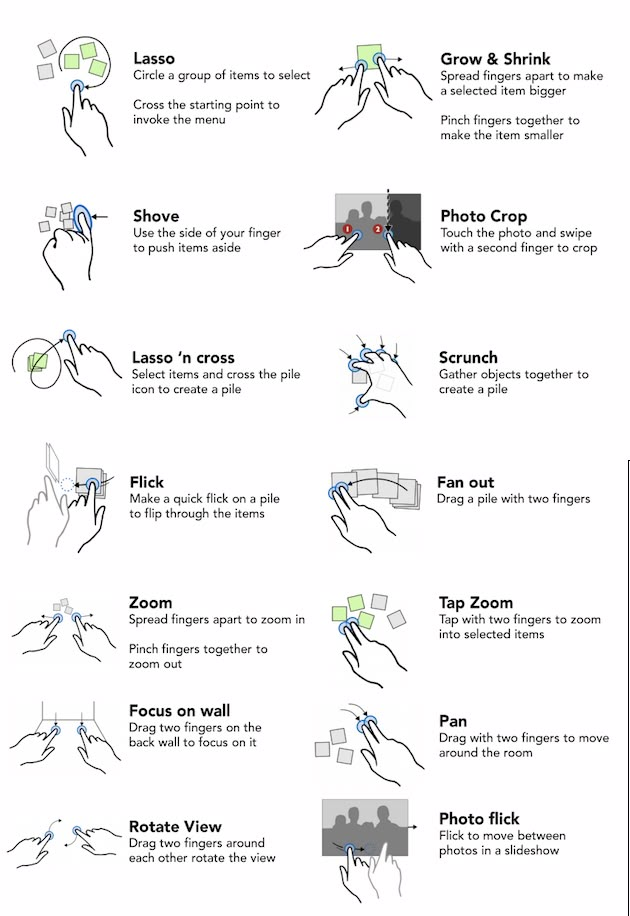 Lasso
Circle a group of items to select
Cross the starting point to
invoke the menu
Grow & Shrink
Spread fingers apart to make
a selected item bigger
Pinch fingers together to
make the item smaller
Shove
Use the side of your finger
to push items aside
1 2
Photo Crop
Touch the photo and swipe
with a second finger to crop
Lasso ‘n cross
Select items and cross the pile
icon to create a pile
Scrunch
Gather objects together to
create a pile
Flick
Make a quick flick on a pile
to flip through the items
Fan out
Drag a pile with two fingers
Zoom
Spread fingers apart to zoom in
Pinch fingers together to
zoom out
Tap Zoom
Tap with two fingers to zoom
into selected items
Focus on wall
Drag two fingers on the
back wall to focus on it
Pan
Drag with two fingers to move
around the room
Rotate View
Drag two fingers around
each other rotate the view
Photo flick
Flick to move between
photos in a slideshow